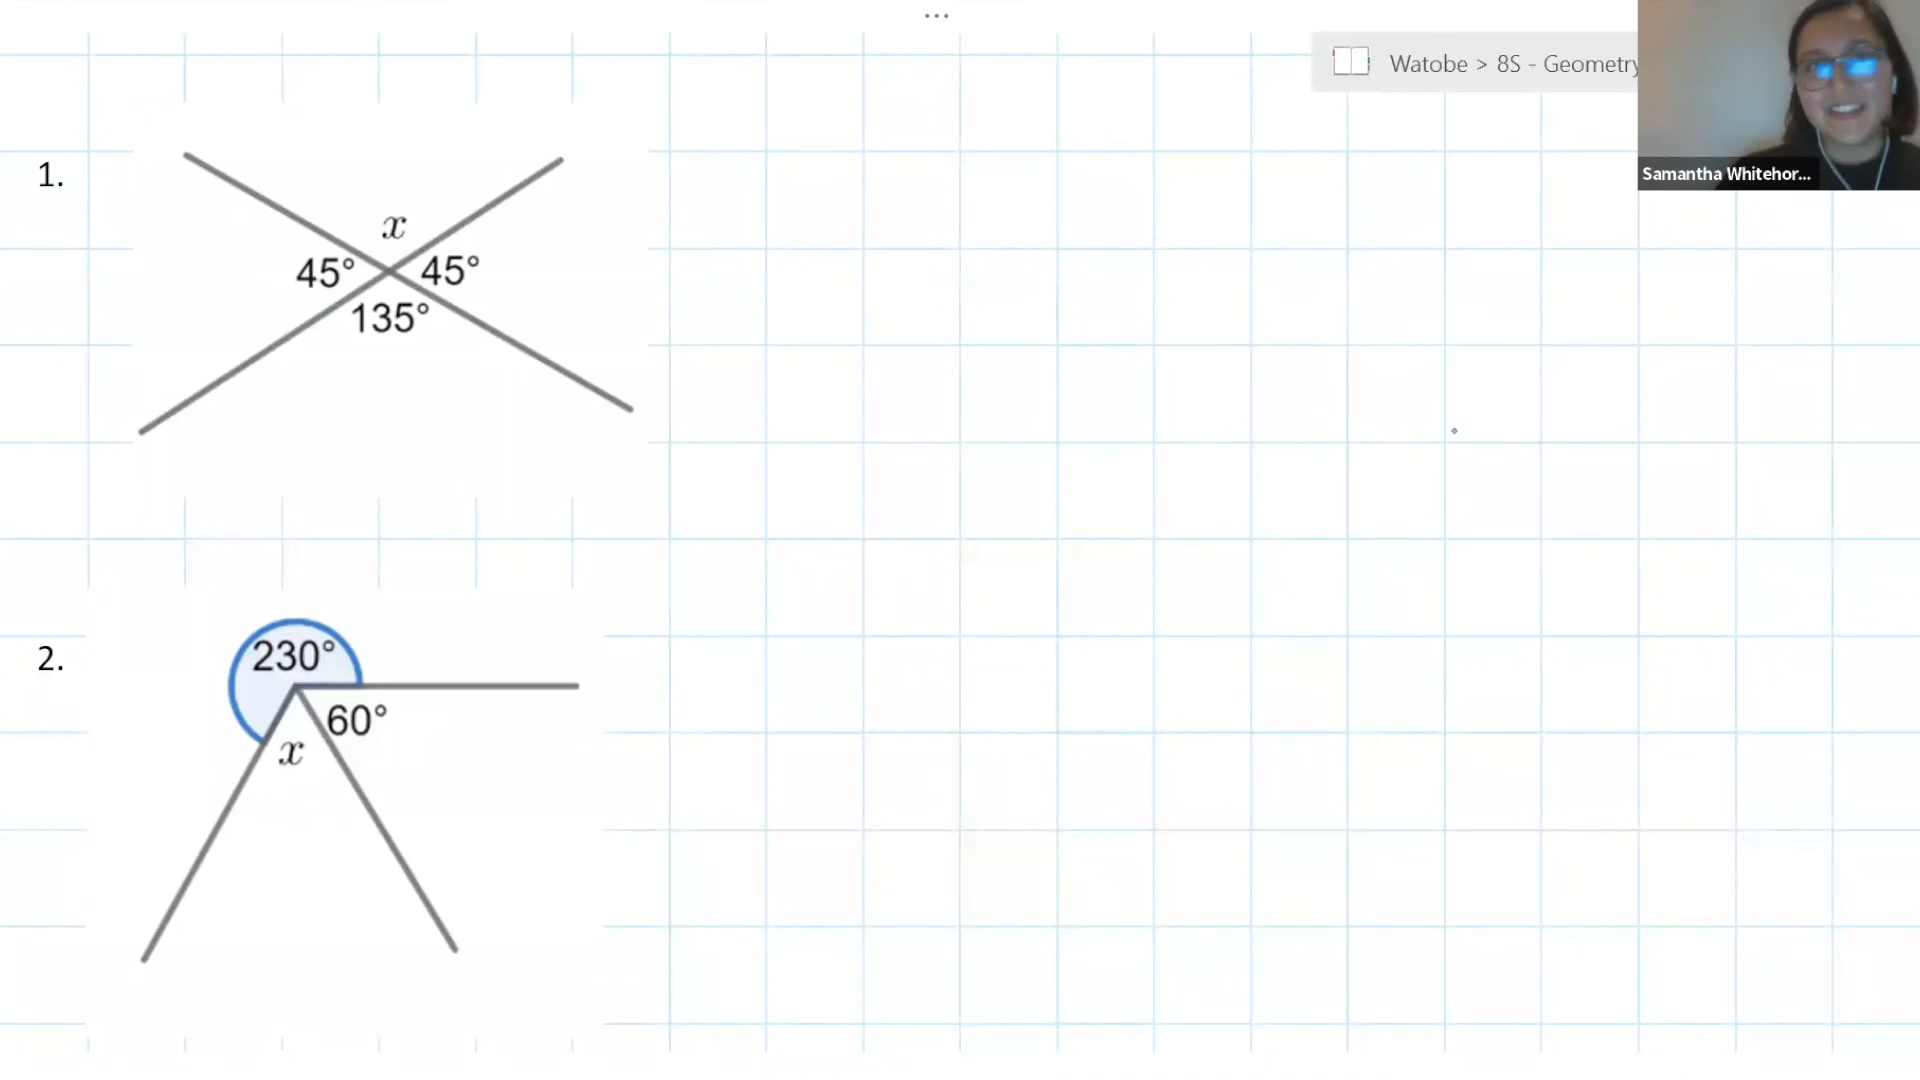 ...
Watobe > 8S - Geometry
Samantha Whitehor...
1.
x
45° 45°
135°
2.
230°
60°
x